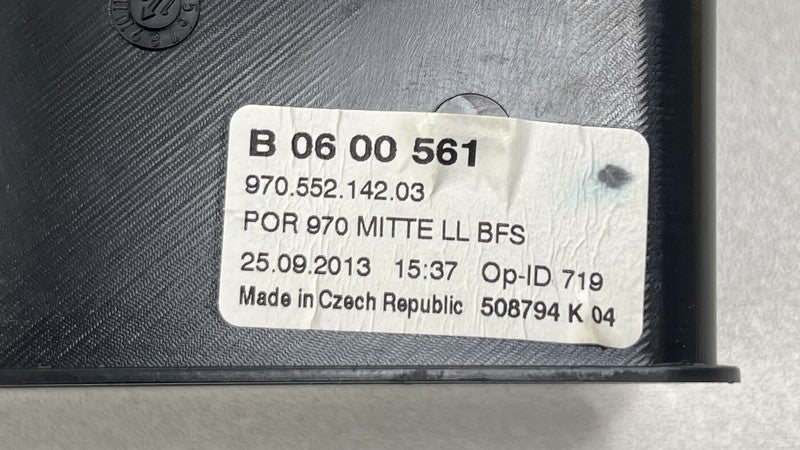 B 06 00 561
970.552.142.03
POR 970 MITTE LL BFS
25.09.2013 15:37 Op-ID 719
Made in Czech Republic 508794 K 04